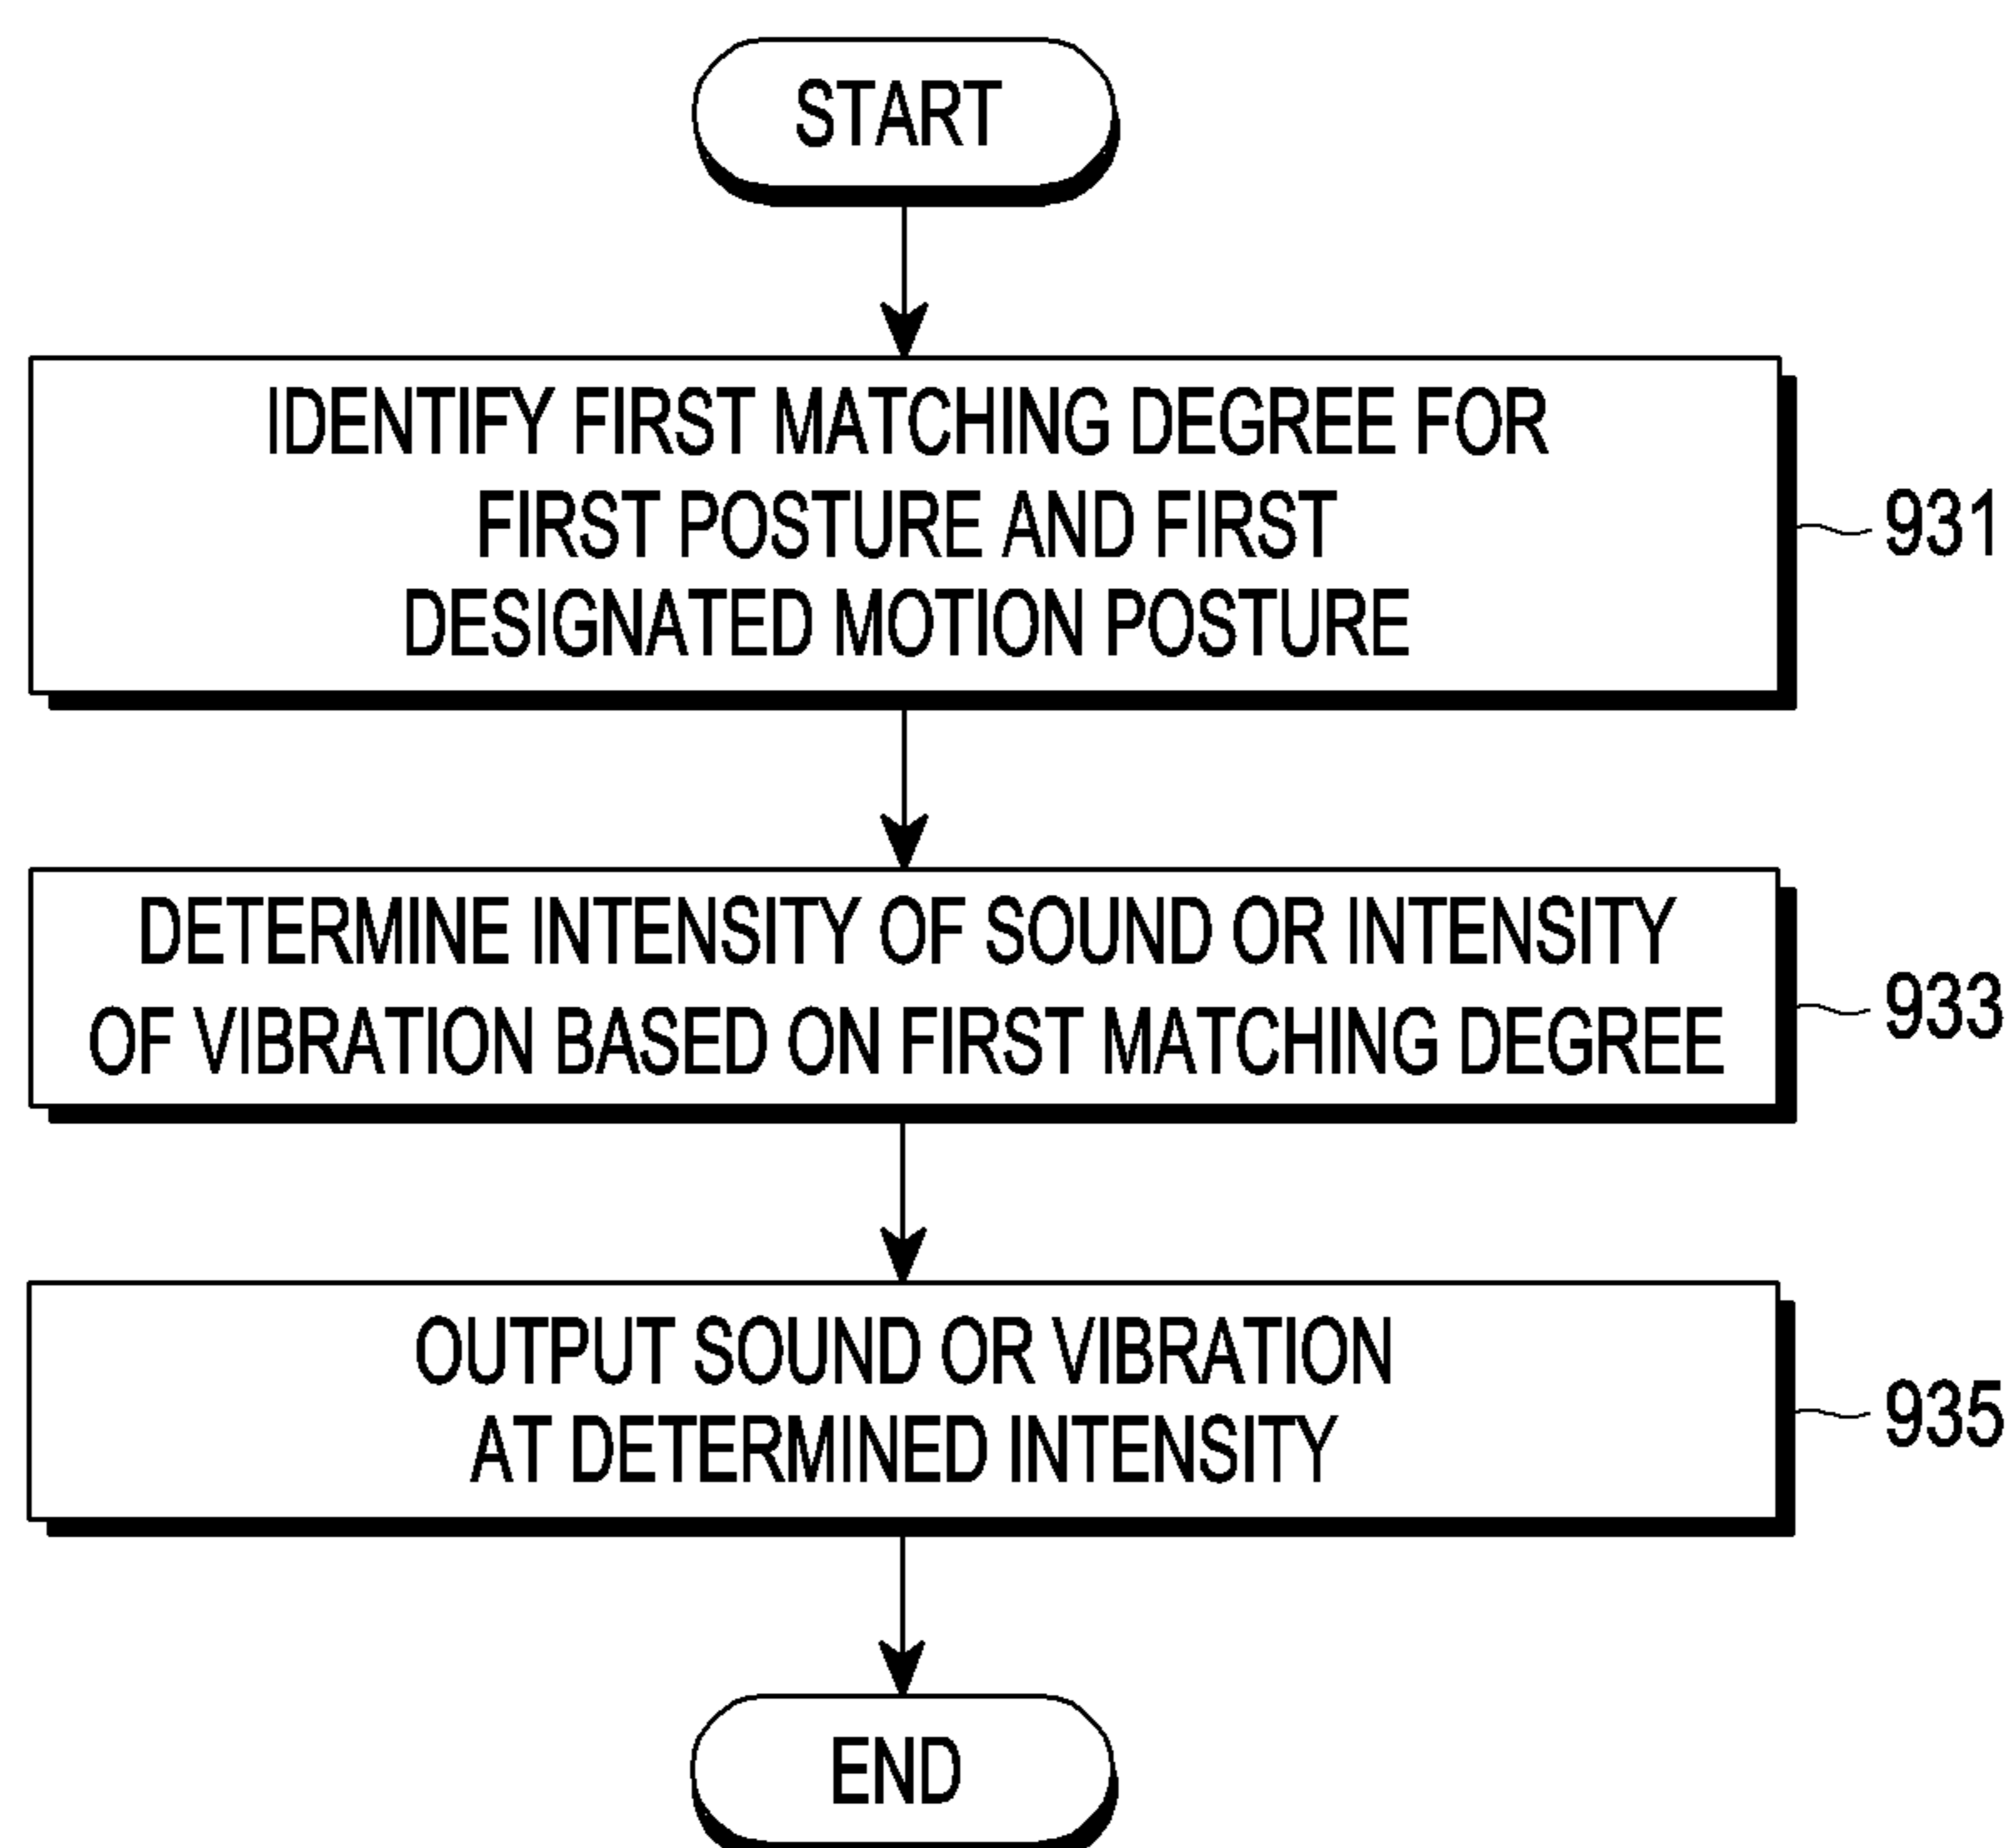 START
IDENTIFY FIRST MATCHING DEGREE FOR
FIRST POSTURE AND FIRST
DESIGNATED MOTION POSTURE
931
DETERMINE INTENSITY OF SOUND OR INTENSITY
OF VIBRATION BASED ON FIRST MATCHING DEGREE
933
OUTPUT SOUND OR VIBRATION
AT DETERMINED INTENSITY
935
END